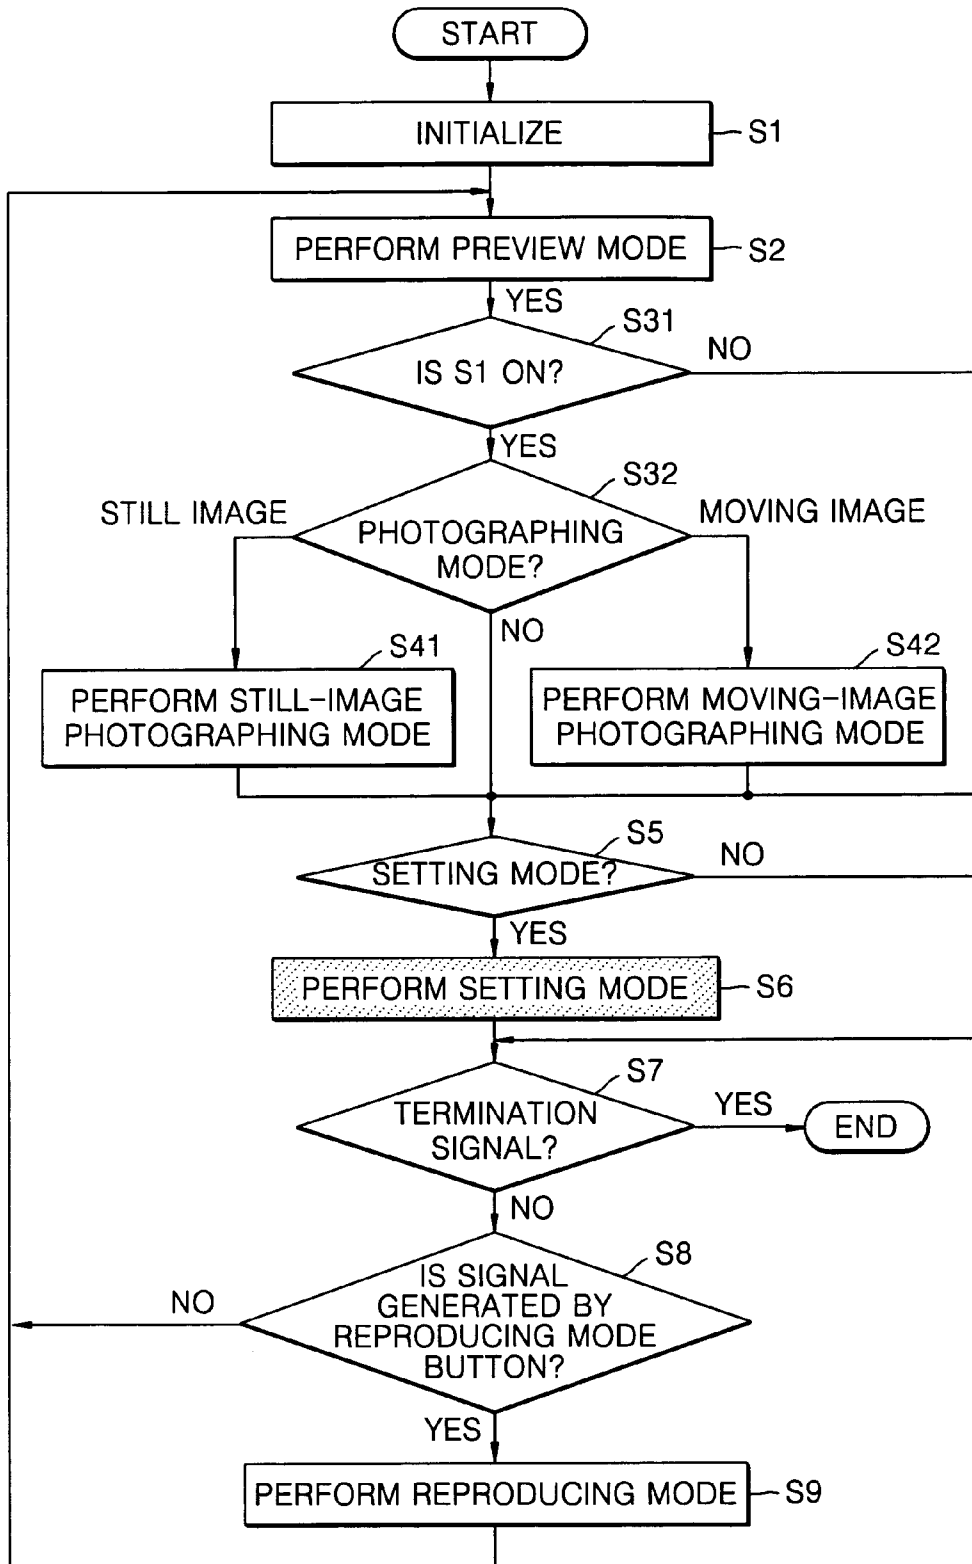 START
INITIALIZE
S1
PERFORM PREVIEW MODE
S2
YES
S31
IS S1 ON?
NO
YES
S32
STILL IMAGE
PHOTOGRAPHING
MODE?
MOVING IMAGE
NO
S41
PERFORM STILL-IMAGE
PHOTOGRAPHING MODE
S42
PERFORM MOVING-IMAGE
PHOTOGRAPHING MODE
S5
SETTING MODE?
NO
YES
PERFORM SETTING MODE
S6
S7
TERMINATION
SIGNAL?
YES
END
NO
S8
IS SIGNAL
GENERATED BY
REPRODUCING MODE
BUTTON?
NO
YES
PERFORM REPRODUCING MODE
S9